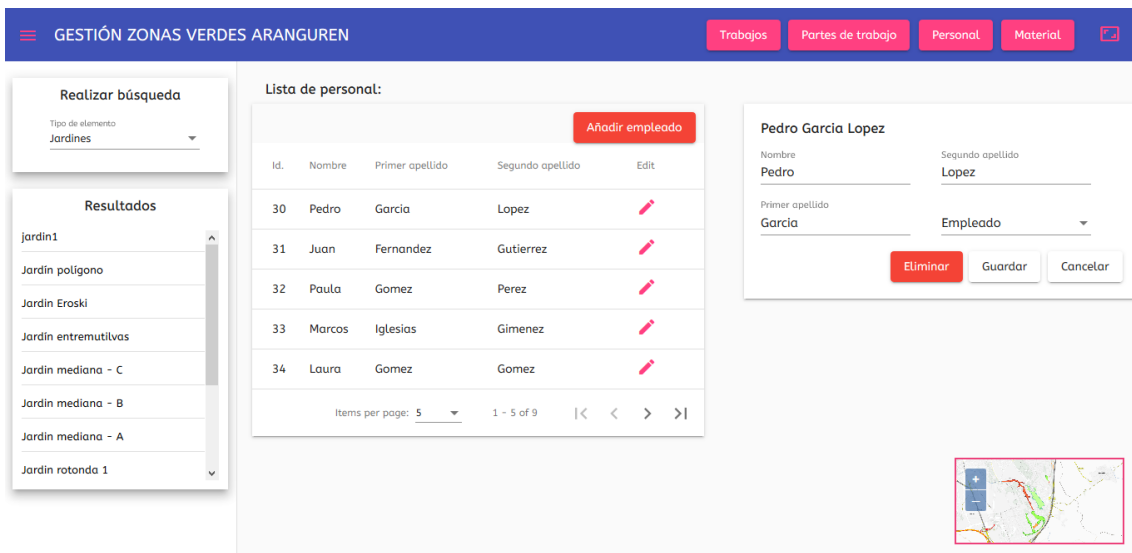 GESTIÓN ZONAS VERDES ARANGUREN
Trabajos
Partes de trabajo
Personal
Material
Realizar búsqueda
Tipo de elemento
Jardines
Resultados
jardin1
Jardín polígono
Jardin Eroski
Jardín entremutilvas
Jardin mediana - C
Jardin mediana - B
Jardin mediana - A
Jardin rotonda 1
Lista de personal:
Añadir empleado
Id. Nombre Primer apellido Segundo apellido Edit
30 Pedro Garcia Lopez
31 Juan Fernandez Gutierrez
32 Paula Gomez Perez
33 Marcos Iglesias Gimenez
34 Laura Gomez Gomez
Items per page: 5 1 - 5 of 9
Pedro Garcia Lopez
Nombre Segundo apellido
Pedro Lopez
Primer apellido
Garcia Empleado
Eliminar Guardar Cancelar
+
−